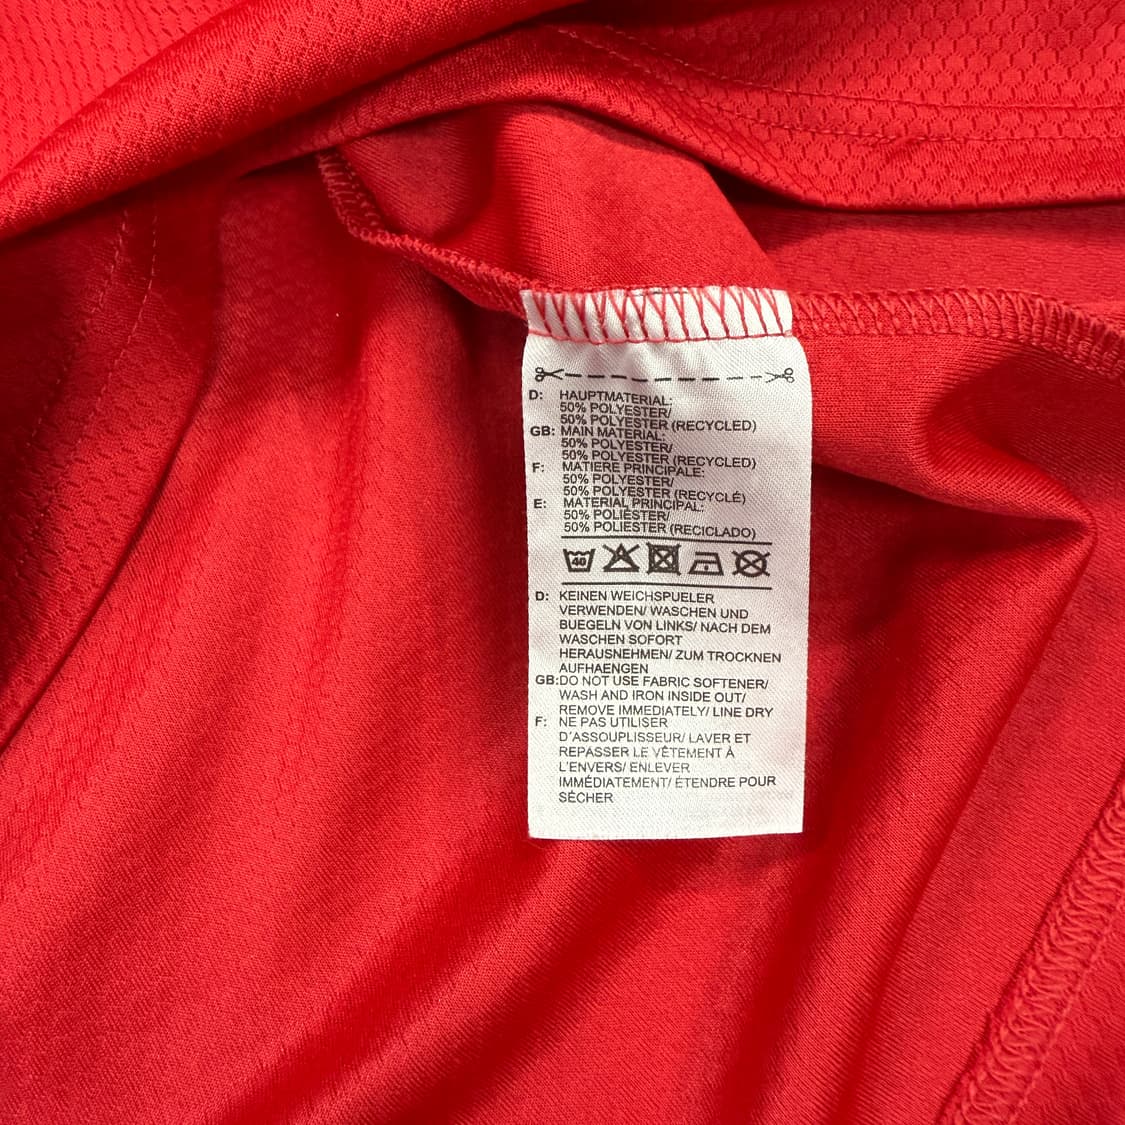 D: HAUPTMATERIAL:
50% POLYESTER/
50% POLYESTER (RECYCLED)
GB: MAIN MATERIAL:
50% POLYESTER/
50% POLYESTER (RECYCLED)
F: MATIERE PRINCIPALE:
50% POLYESTER/
50% POLYESTER (RECYCLÉ)
E: MATERIAL PRINCIPAL:
50% POLIÉSTER/
50% POLIESTER (RECICLADO)
40
D: KEINEN WEICHSPUELER
VERWENDEN/ WASCHEN UND
BUEGELN VON LINKS/ NACH DEM
WASCHEN SOFORT
HERAUSNEHMEN/ ZUM TROCKNEN
AUFHAENGEN
GB:DO NOT USE FABRIC SOFTENER/
WASH AND IRON INSIDE OUT/
REMOVE IMMEDIATELY/ LINE DRY
F: NE PAS UTILISER
D´ASSOUPLISSEUR/ LAVER ET
REPASSER LE VÊTEMENT À
L'ENVERS/ ENLEVER
IMMÉDIATEMENT/ ÉTENDRE POUR
SÉCHER